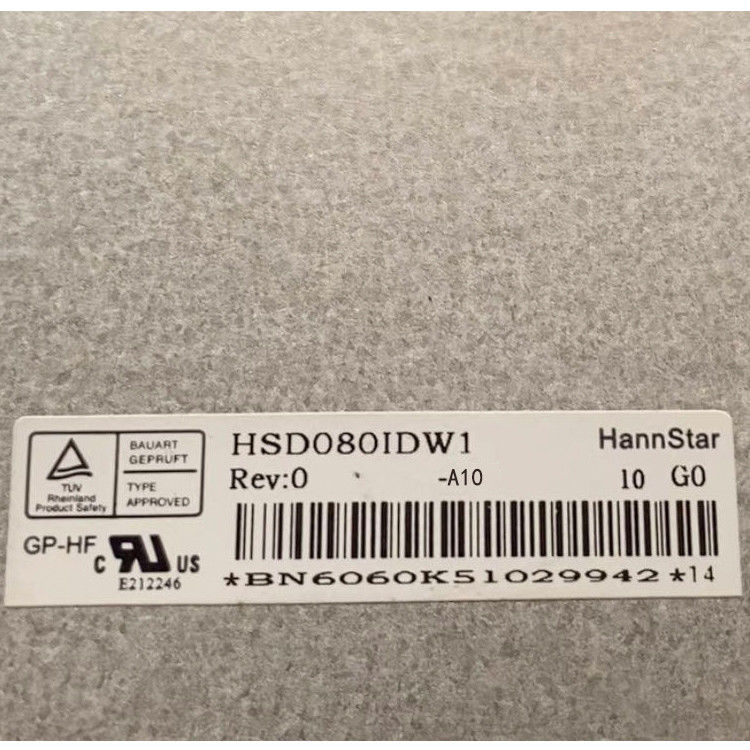 HSD080IDW1
HannStar
Rev:0 -A10 10 G0
*BN6060K51029942*14
TUV
Rheinland
Product Safety
BAUART
GEPRUFT
TYPE
APPROVED
GP-HF
C US
E212246